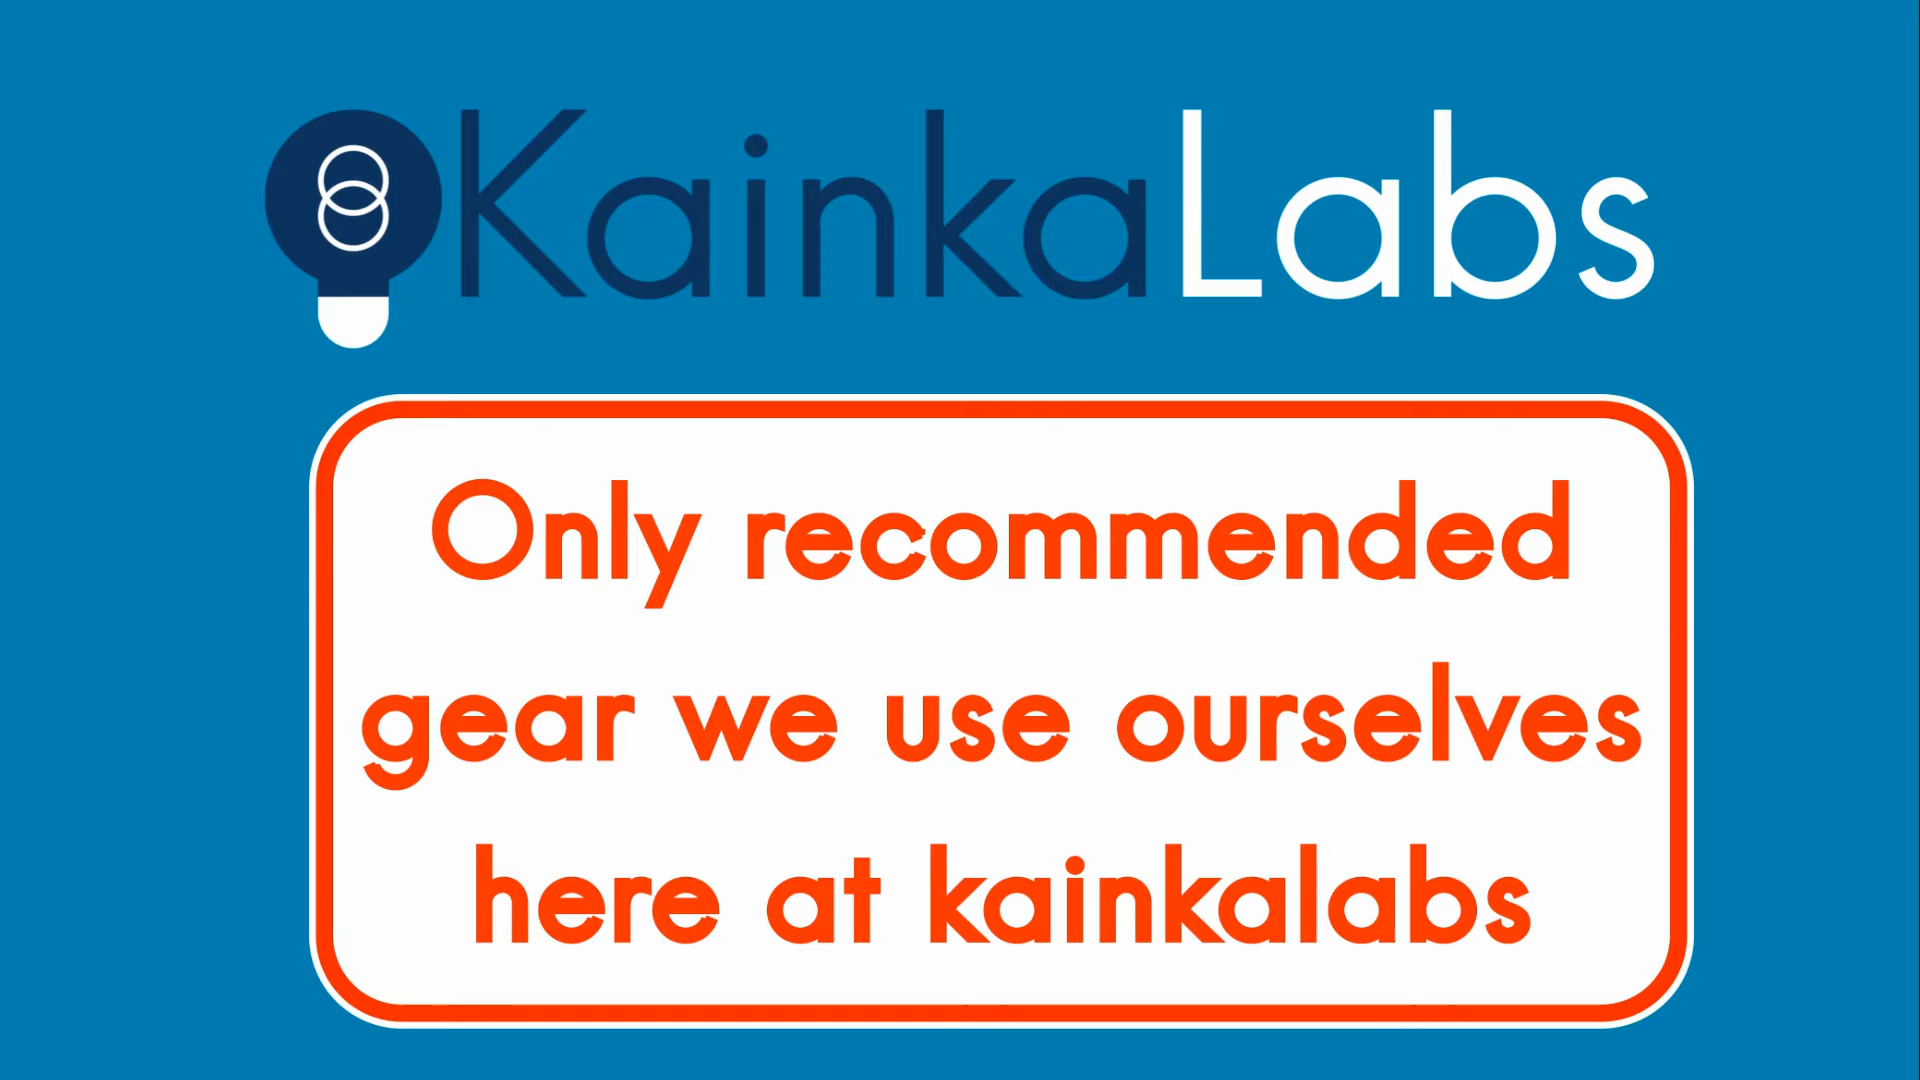 KainkaLabs
Only recommended
gear we use ourselves
here at kainkalabs